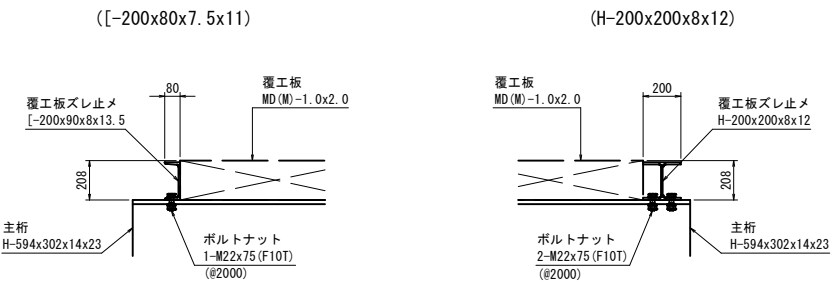 ([-200x80x7.5x11)
80
覆工板
MD(M)-1.0x2.0
覆工板ズレ止メ
[-200x90x8x13.5
208
主桁
H-594x302x14x23
ボルトナット
1-M22x75(F10T)
(@2000)
(H-200x200x8x12)
覆工板
MD(M)-1.0x2.0
200
覆工板ズレ止メ
H-200x200x8x12
208
ボルトナット
2-M22x75(F10T)
(@2000)
主桁
H-594x302x14x23